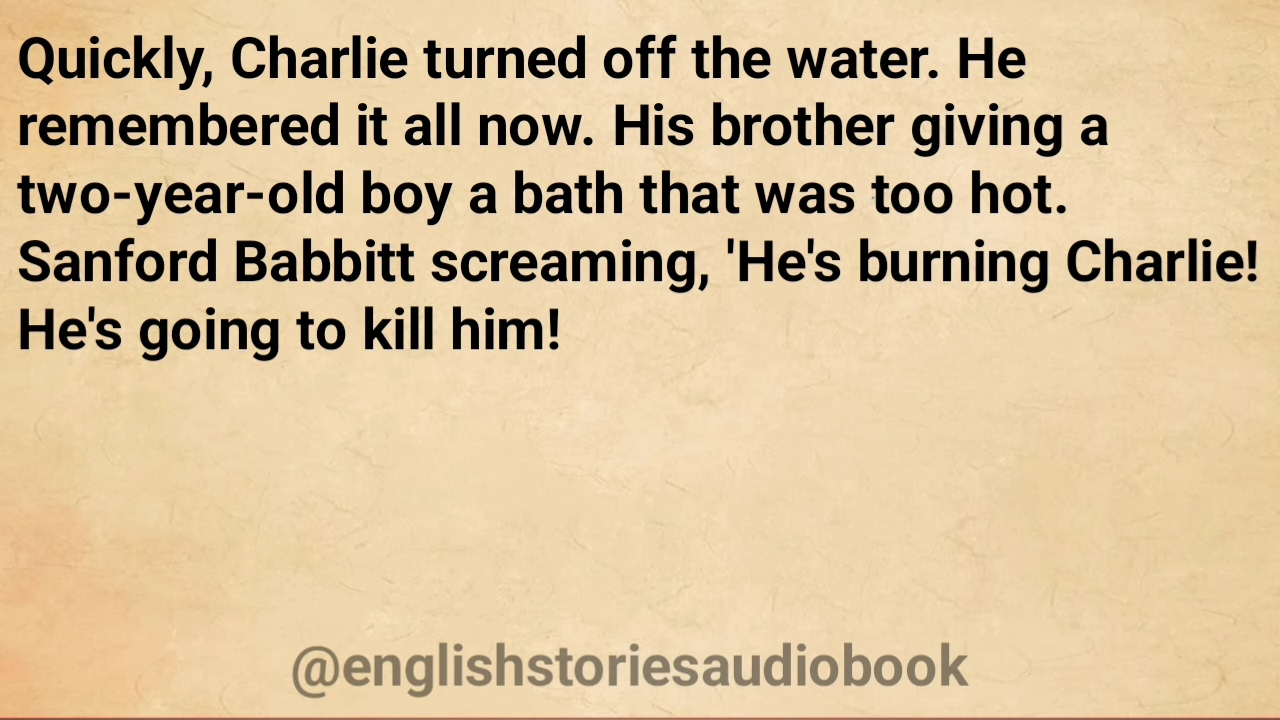 Quickly, Charlie turned off the water. He
remembered it all now. His brother giving a
two-year-old boy a bath that was too hot.
Sanford Babbitt screaming, 'He's burning Charlie!
He's going to kill him!
@englishstoriesaudiobook